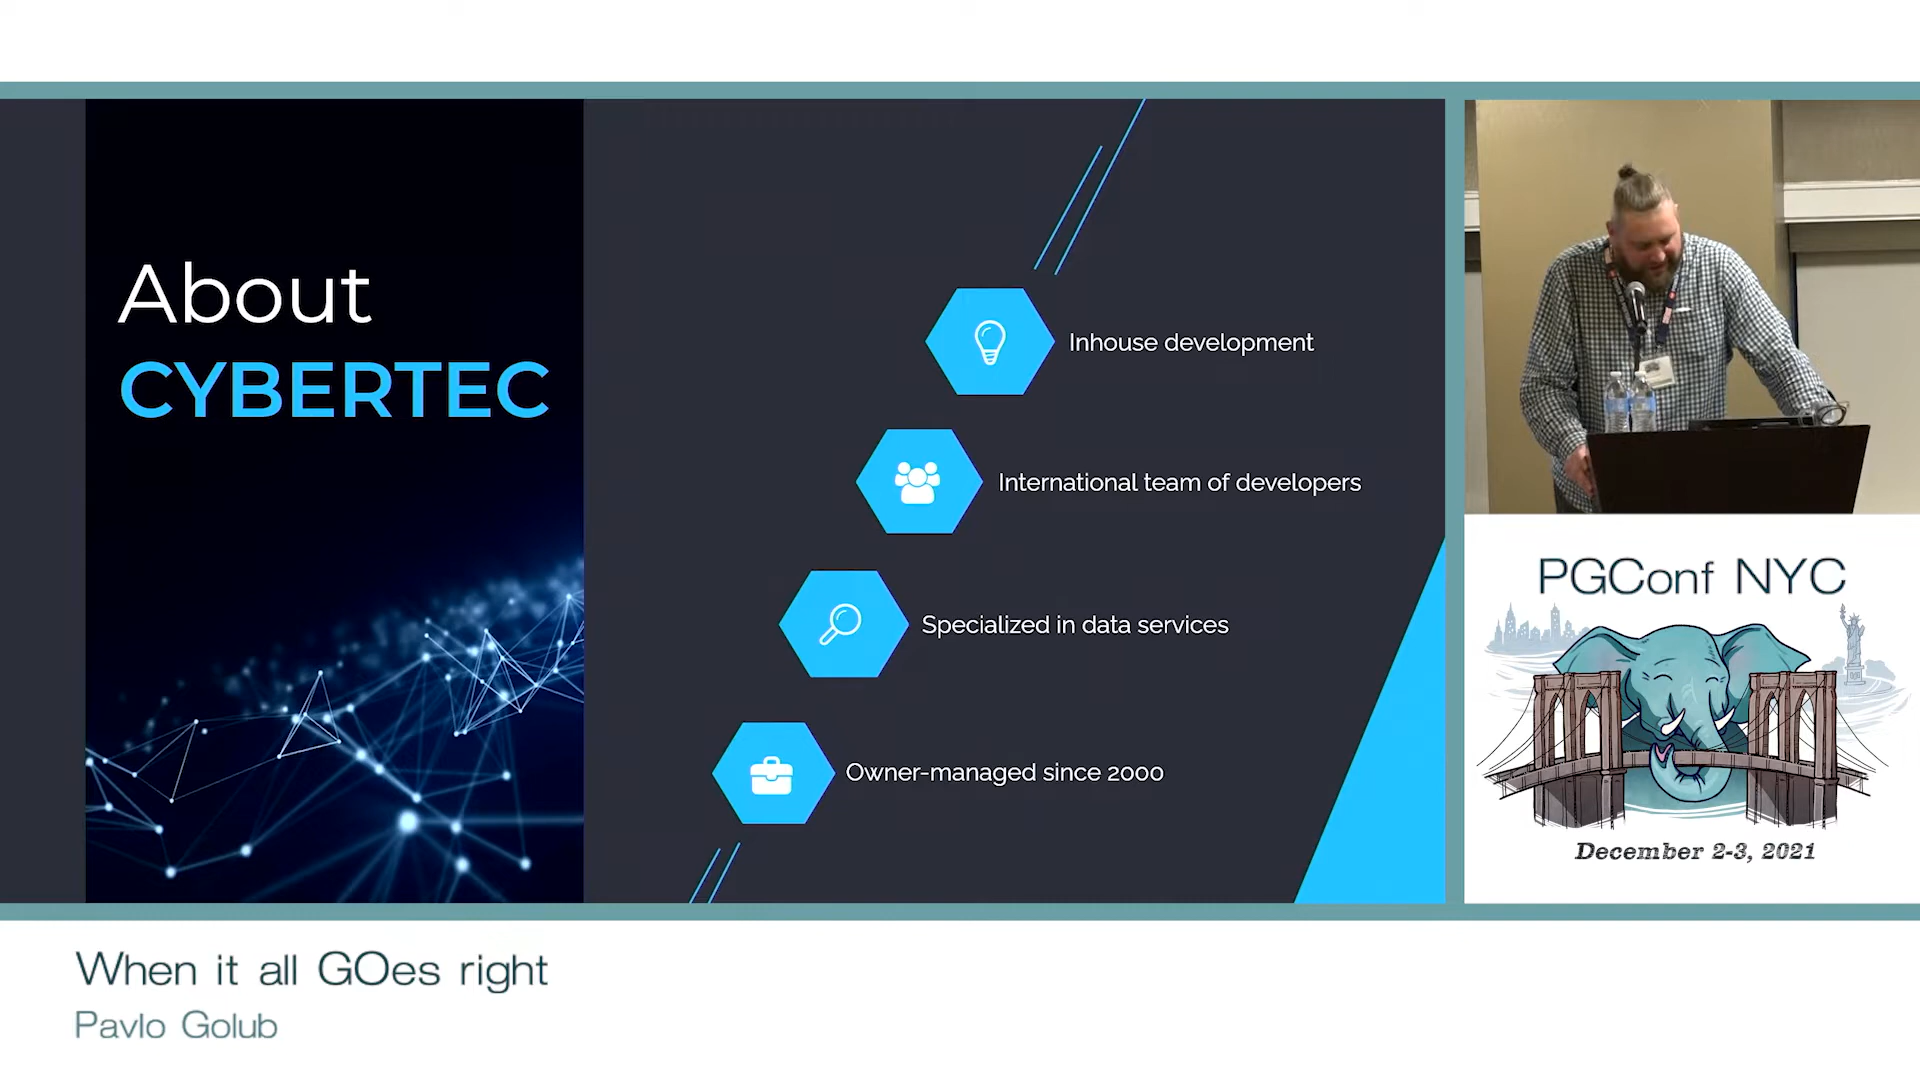 About
CYBERTEC
Inhouse development
International team of developers
Specialized in data services
Owner-managed since 2000
PGConf NYC
December 2-3, 2021
When it all GOes right
Pavlo Golub